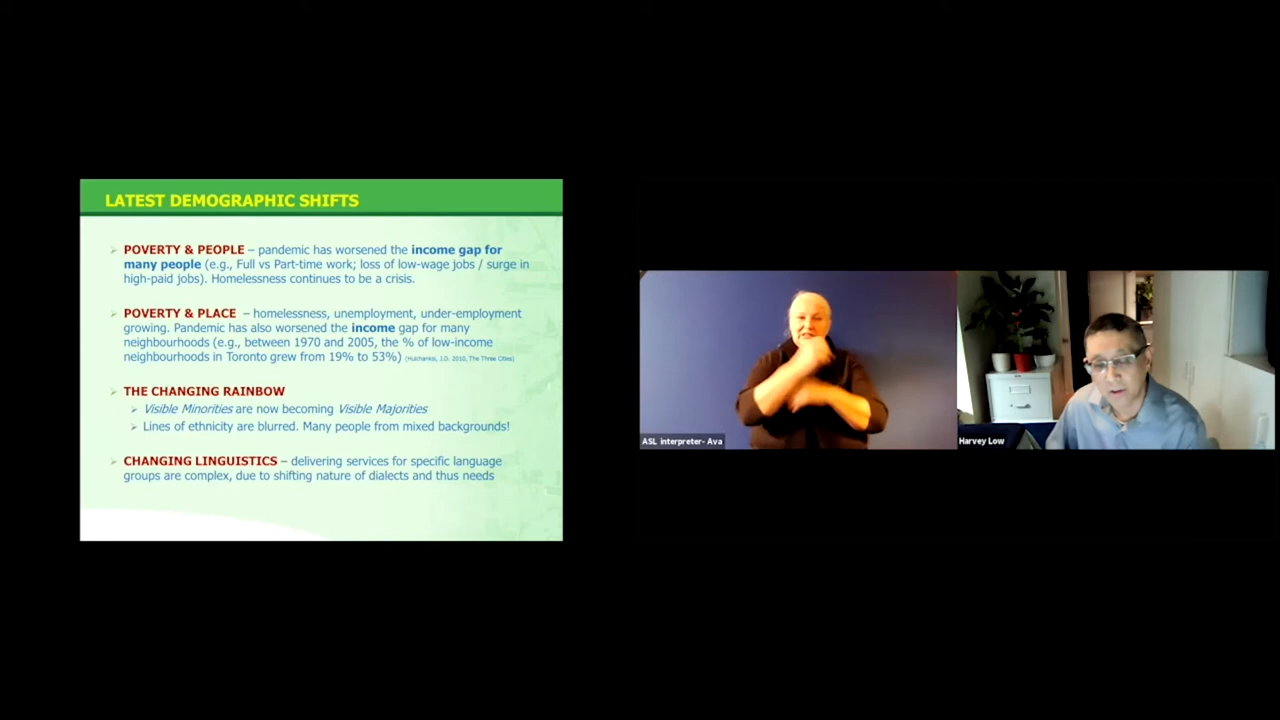 LATEST DEMOGRAPHIC SHIFTS
POVERTY & PEOPLE – pandemic has worsened the income gap for
many people (e.g., Full vs Part-time work; loss of low-wage jobs / surge in
high-paid jobs). Homelessness continues to be a crisis.
POVERTY & PLACE – homelessness, unemployment, under-employment
growing. Pandemic has also worsened the income gap for many
neighbourhoods (e.g., between 1970 and 2005, the % of low-income
neighbourhoods in Toronto grew from 19% to 53%) (Hulchanksi, J.D. 2010, The Three Cities)
THE CHANGING RAINBOW
Visible Minorities are now becoming Visible Majorities
Lines of ethnicity are blurred. Many people from mixed backgrounds!
CHANGING LINGUISTICS – delivering services for specific language
groups are complex, due to shifting nature of dialects and thus needs
ASL interpreter- Ava
Harvey Low